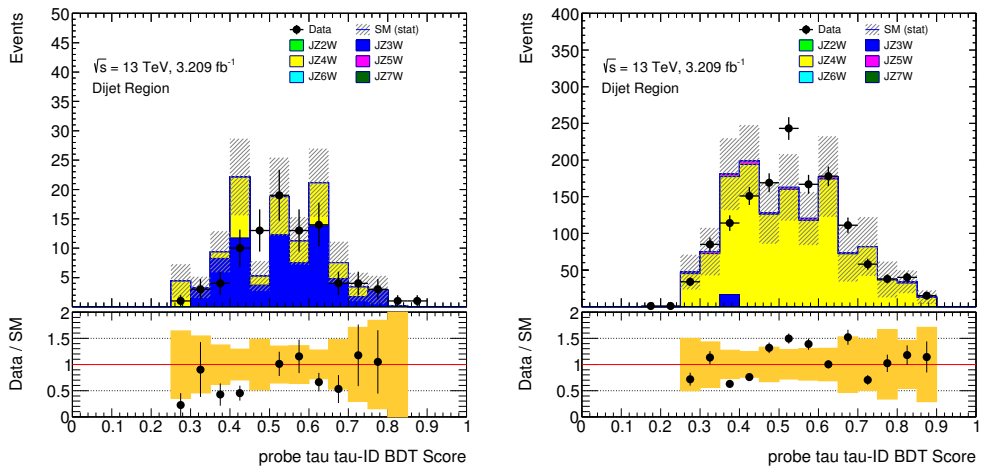 Events
50
45
40
35
30
25
20
15
10
5
√s = 13 TeV, 3.209 fb⁻¹
Dijet Region
Data
SM (stat)
JZ2W
JZ3W
JZ4W
JZ5W
JZ6W
JZ7W
Data / SM
2
1.5
1
0.5
0
0 0.1 0.2 0.3 0.4 0.5 0.6 0.7 0.8 0.9 1
probe tau tau-ID BDT Score
Events
400
350
300
250
200
150
100
50
√s = 13 TeV, 3.209 fb⁻¹
Dijet Region
Data
SM (stat)
JZ2W
JZ3W
JZ4W
JZ5W
JZ6W
JZ7W
Data / SM
2
1.5
1
0.5
0
0 0.1 0.2 0.3 0.4 0.5 0.6 0.7 0.8 0.9 1
probe tau tau-ID BDT Score